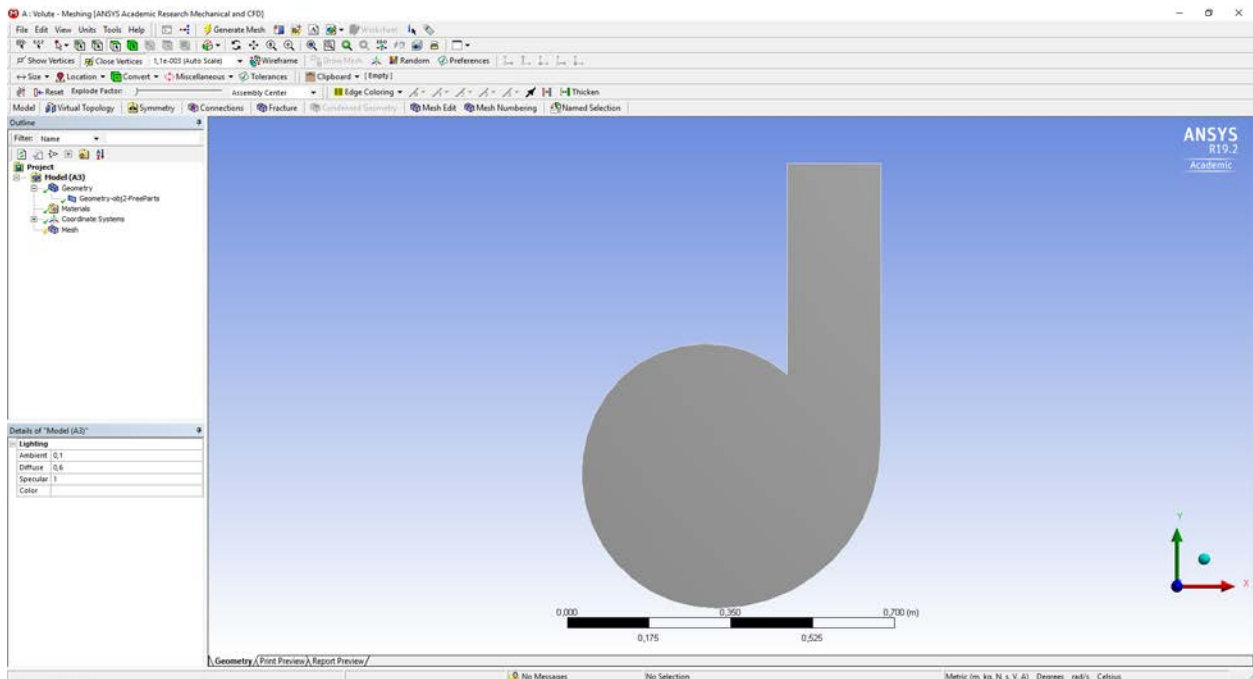 A : Volute - Meshing [ANSYS Academic Research Mechanical and CFD]
File Edit View Units Tools Help Generate Mesh Worksheet
Show Vertices Close Vertices 1,1e-003 (Auto Scale) Wireframe Show Mesh Random Preferences
Size Location Convert Miscellaneous Tolerances Clipboard [Empty]
Reset Explode Factor: Assembly Center Edge Coloring Thicken
Model Virtual Topology Symmetry Connections Fracture Condensed Geometry Mesh Edit Mesh Numbering Named Selection
Outline
Filter: Name
Project
Model (A3)
Geometry
Geometry-obj2-FreeParts
Materials
Coordinate Systems
Mesh
Details of "Model (A3)"
Lighting
Ambient 0,1
Diffuse 0,6
Specular 1
Color
ANSYS
R19.2
Academic
Y
X
0,000 0,350 0,700 (m)
0,175 0,525
Geometry Print Preview Report Preview
No Messages No Selection Metric (m, kg, N, s, V, A) Degrees rad/s Celsius